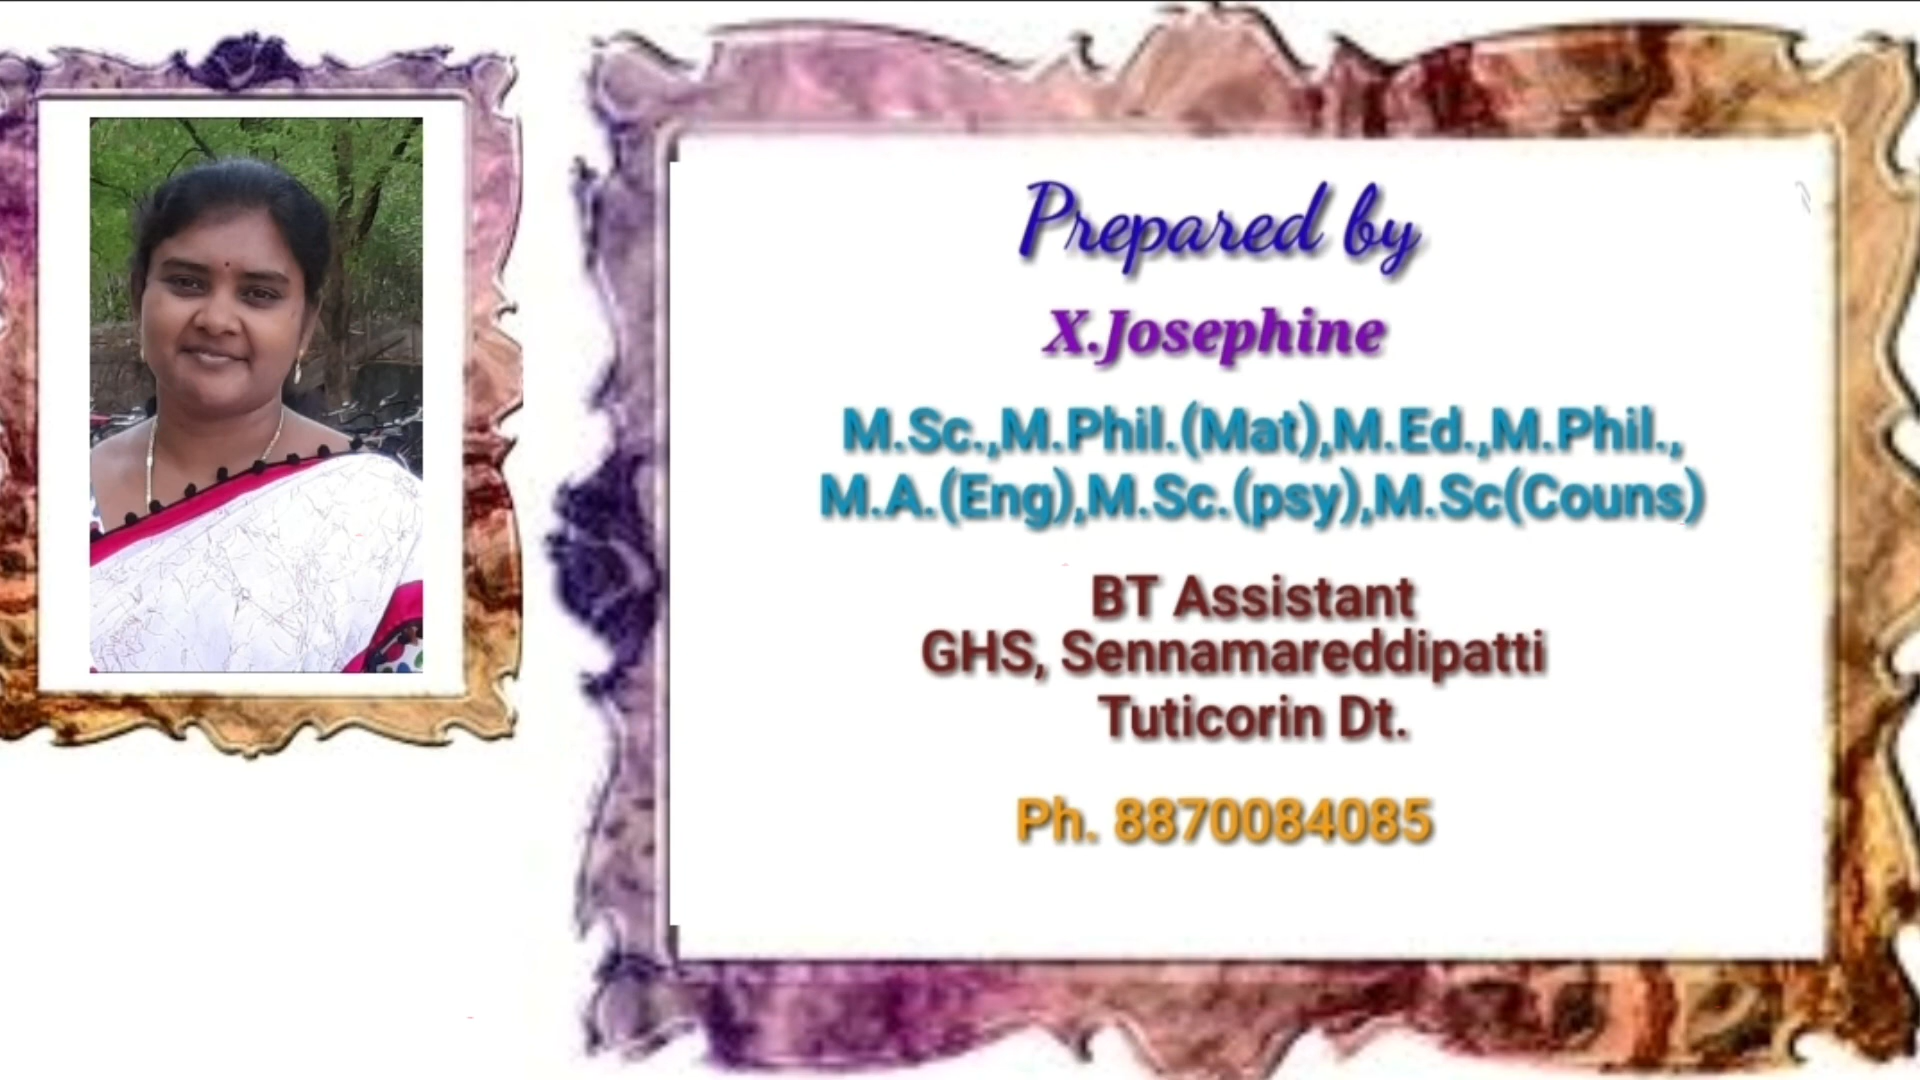 Prepared by
X.Josephine
M.Sc.,M.Phil.(Mat),M.Ed.,M.Phil.,
M.A.(Eng),M.Sc.(psy),M.Sc(Couns)
BT Assistant
GHS, Sennamareddipatti
Tuticorin Dt.
Ph. 8870084085